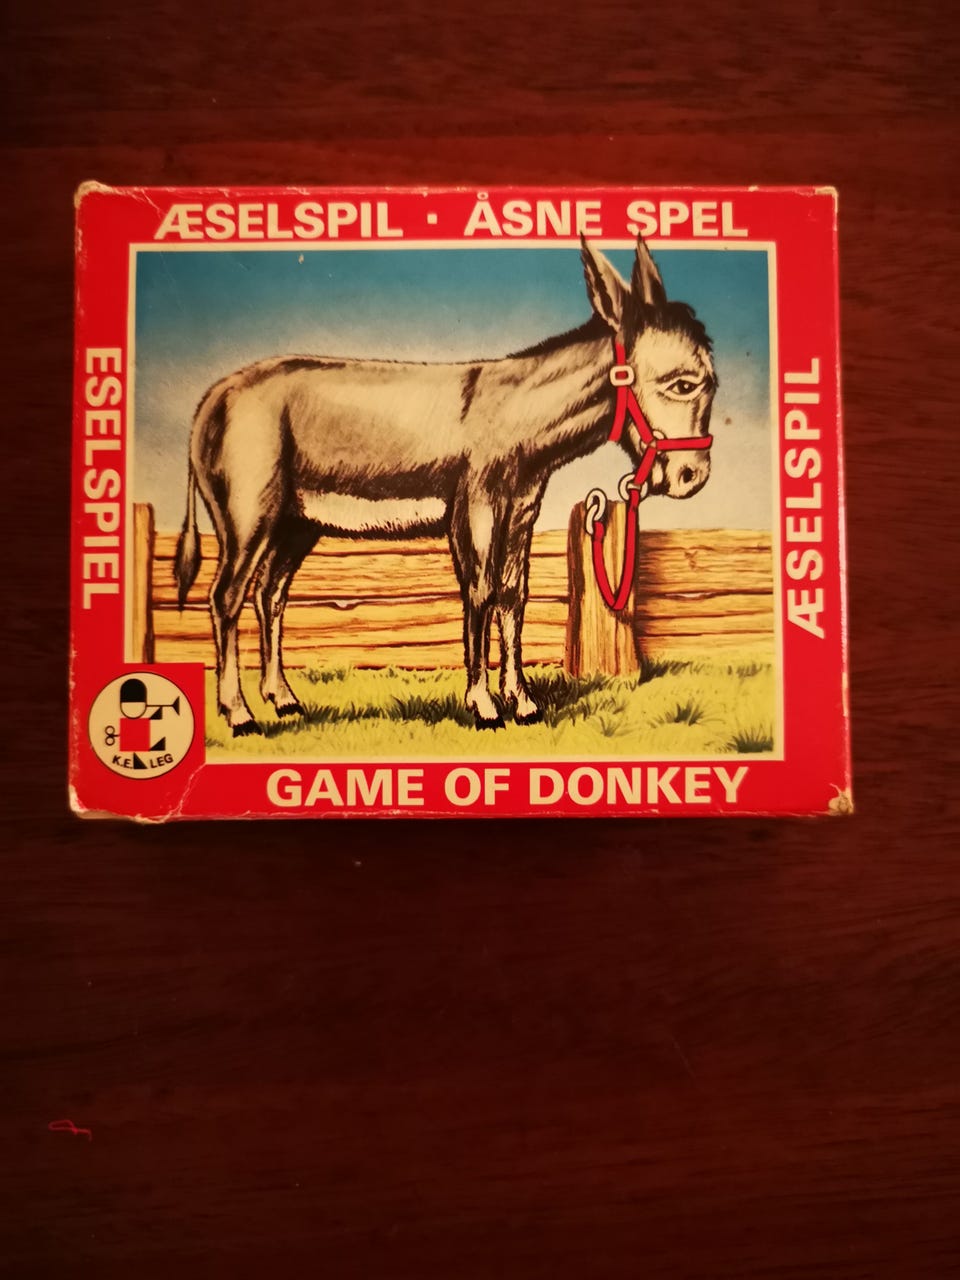 ÆSELSPIL · ÅSNE SPEL
ESELSPIEL
ÆSELSPIL
K.E. LEG
GAME OF DONKEY